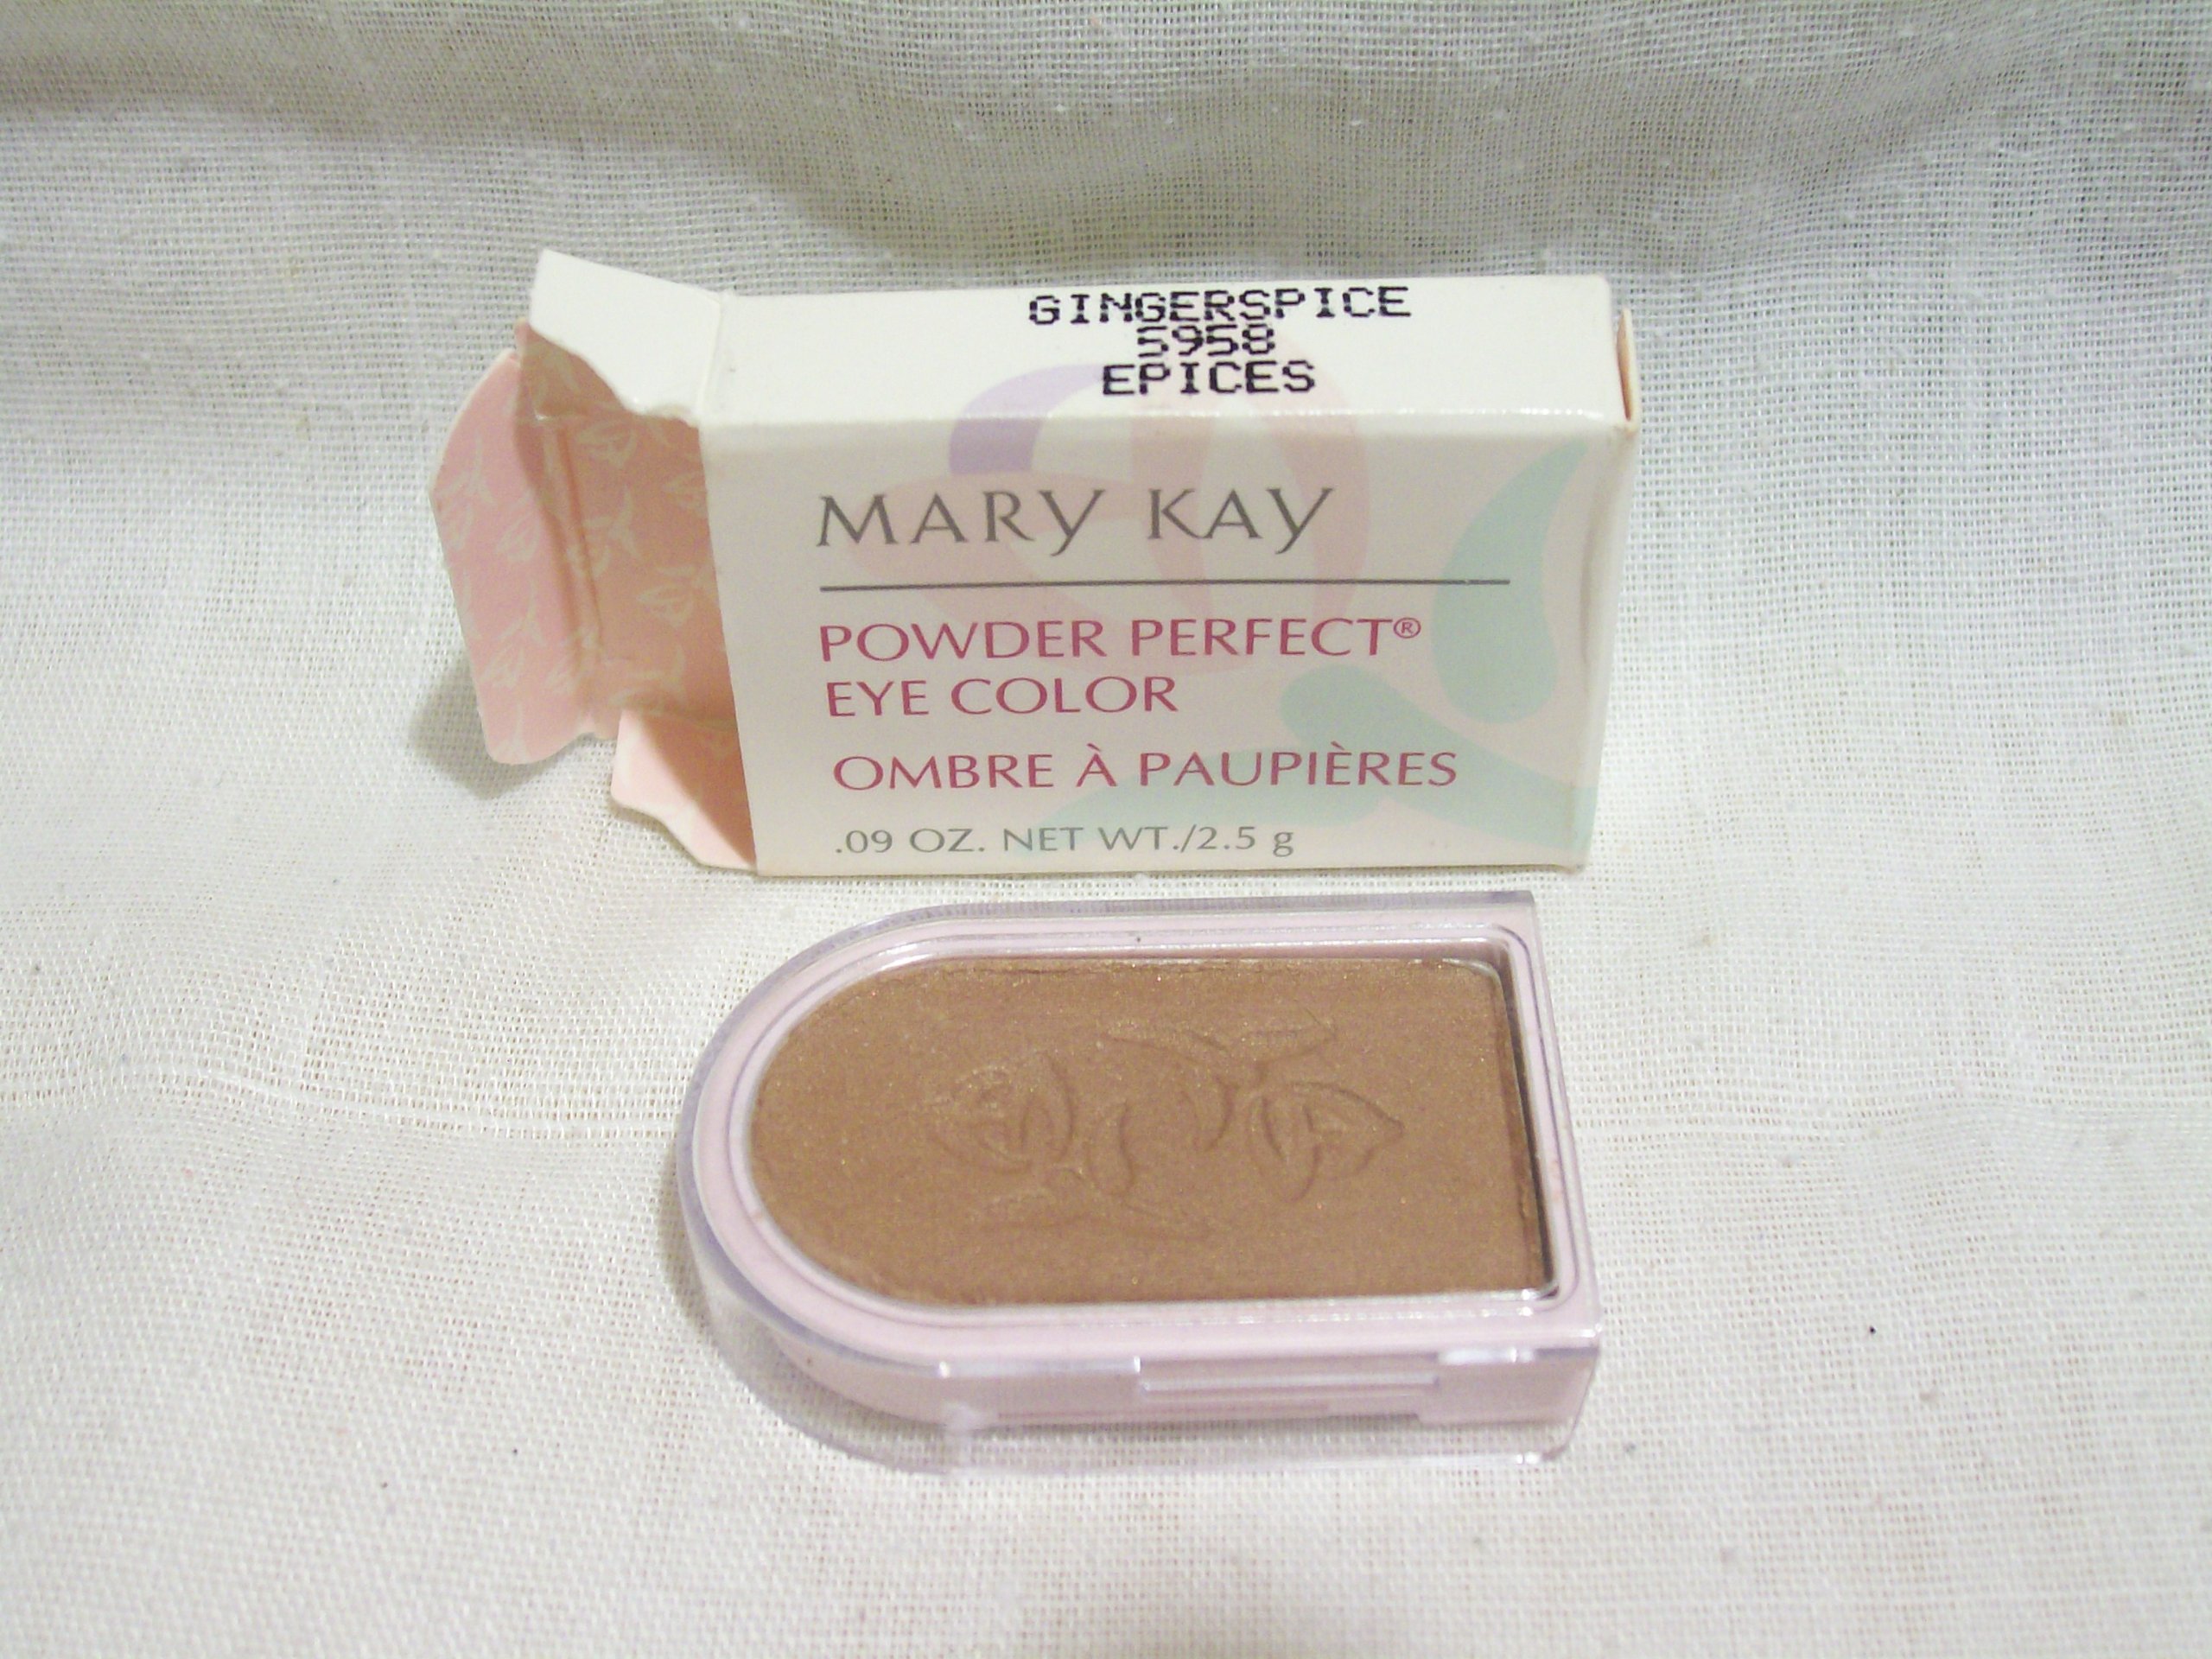 GINGERSPICE
5958
EPICES
MARY KAY
POWDER PERFECT®
EYE COLOR
OMBRE À PAUPIÈRES
.09 OZ. NET WT./2.5 g